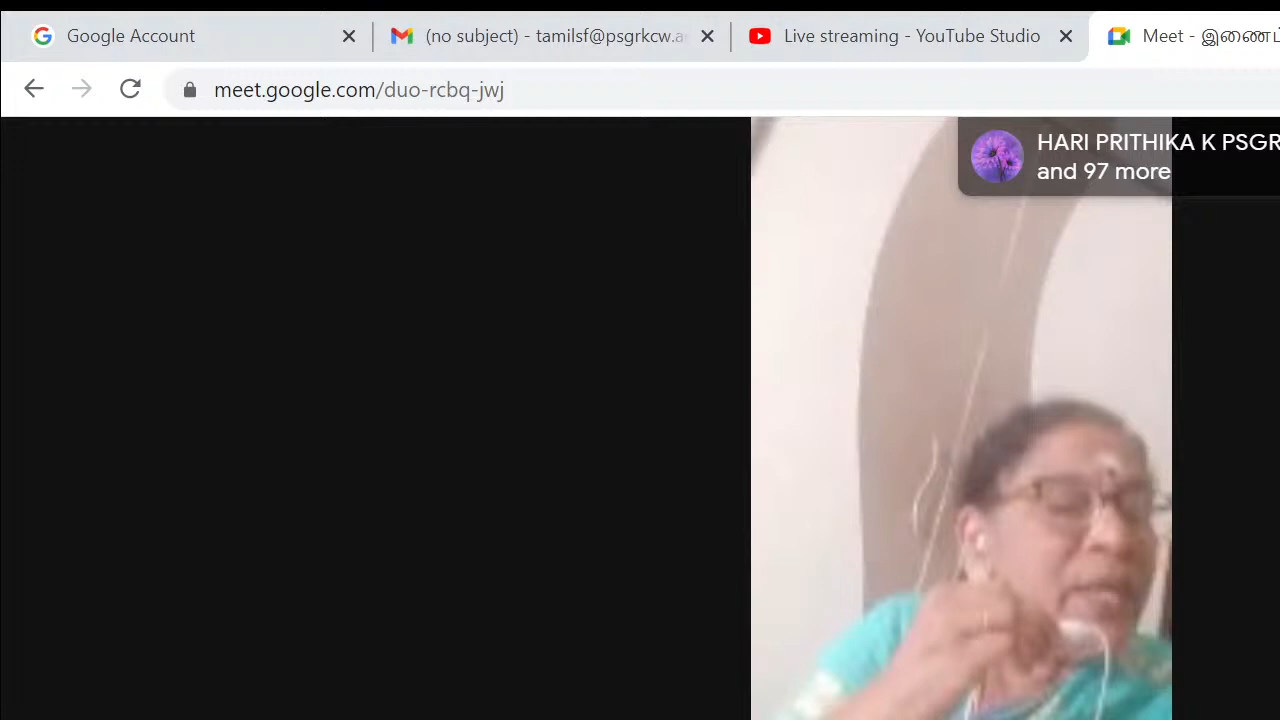 Google Account
(no subject) - tamilsf@psgrkcw.a
Live streaming - YouTube Studio
Meet - இணைப்
meet.google.com/duo-rcbq-jwj
HARI PRITHIKA K PSGR
and 97 more